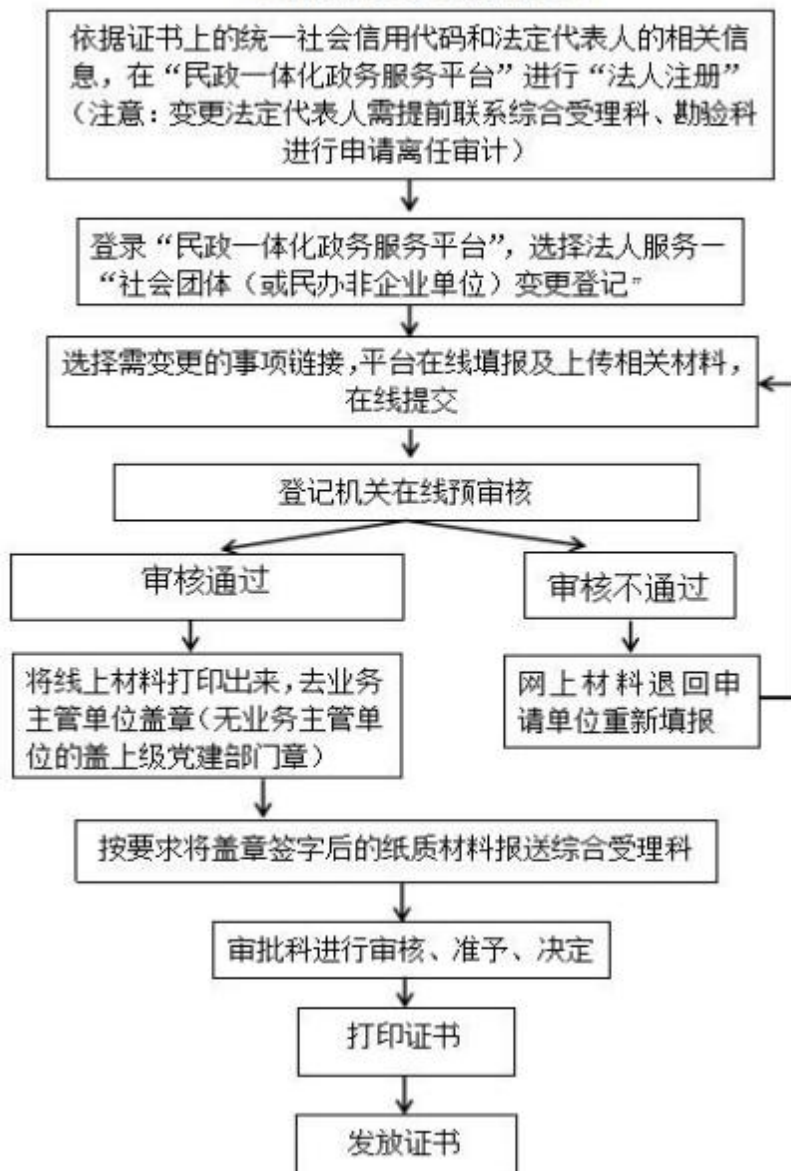 依据证书上的统一社会信用代码和法定代表人的相关信
息，在“民政一体化政务服务平台”进行“法人注册”
（注意：变更法定代表人需提前联系综合受理科、勘验科
进行申请离任审计）
登录“民政一体化政务服务平台”，选择法人服务—
“社会团体（或民办非企业单位）变更登记”
选择需变更的事项链接，平台在线填报及上传相关材料，
在线提交
登记机关在线预审核
审核通过
审核不通过
将线上材料打印出来，去业务
主管单位盖章（无业务主管单
位的盖上级党建部门章）
网上材料退回申
请单位重新填报
按要求将盖章签字后的纸质材料报送综合受理科
审批科进行审核、准予、决定
打印证书
发放证书